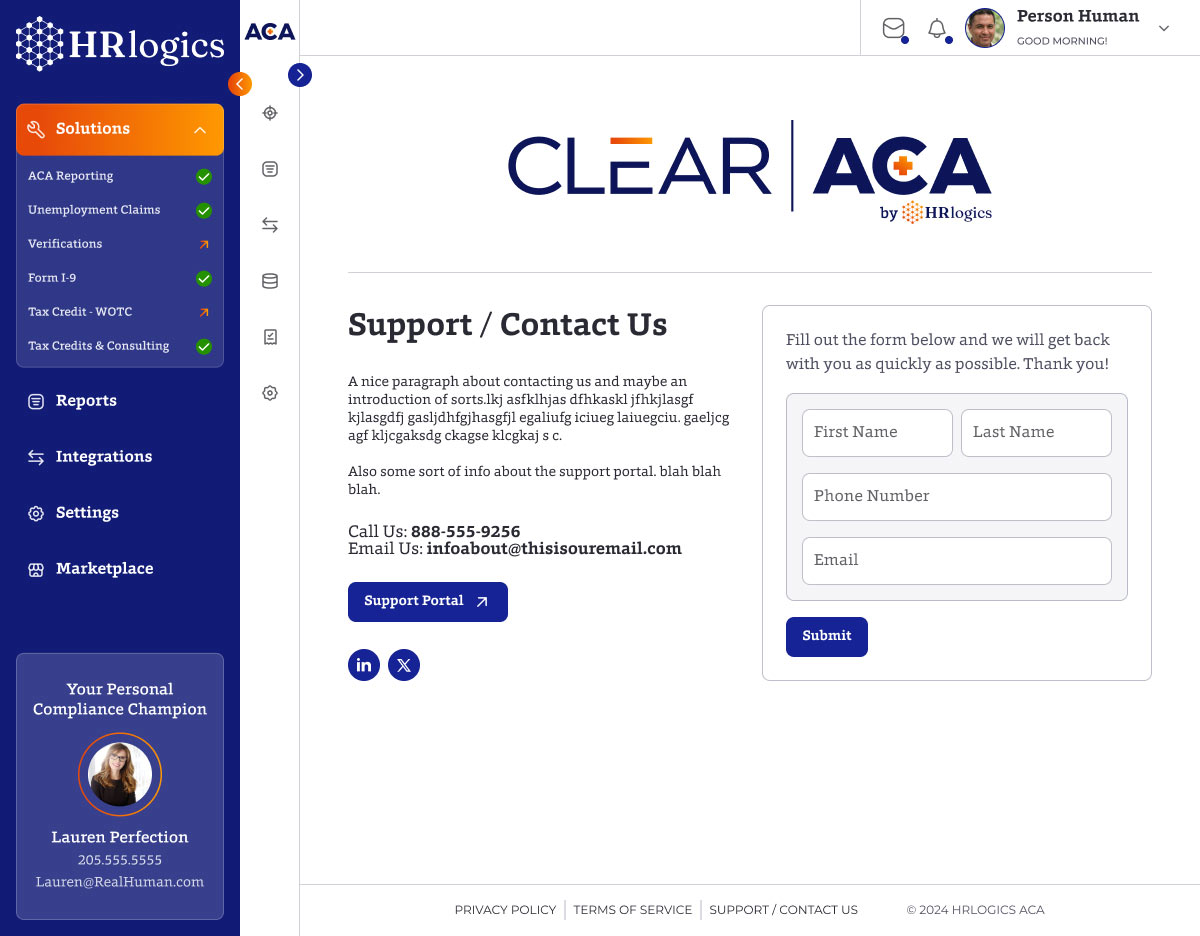 HRlogics
Solutions
ACA Reporting
Unemployment Claims
Verifications
Form I-9
Tax Credit - WOTC
Tax Credits & Consulting
Reports
Integrations
Settings
Marketplace
Your Personal
Compliance Champion
Lauren Perfection
205.555.5555
Lauren@RealHuman.com
ACA
Person Human
GOOD MORNING!
CLEAR ACA
by HRlogics
Support / Contact Us
A nice paragraph about contacting us and maybe an
introduction of sorts.lkj asfklhjas dfhkaskl jfhkjlasgf
kjlasgdfj gasljdhfgjhasgfjl egaliufg iciueg laiuegciu. gaeljcg
agf kljcgaksdg ckagse klcgkaj s c.
Also some sort of info about the support portal. blah blah
blah.
Call Us: 888-555-9256
Email Us: infoabout@thisisouremail.com
Support Portal
in
X
Fill out the form below and we will get back
with you as quickly as possible. Thank you!
First Name
Last Name
Phone Number
Email
Submit
PRIVACY POLICY
TERMS OF SERVICE
SUPPORT / CONTACT US
© 2024 HRLOGICS ACA